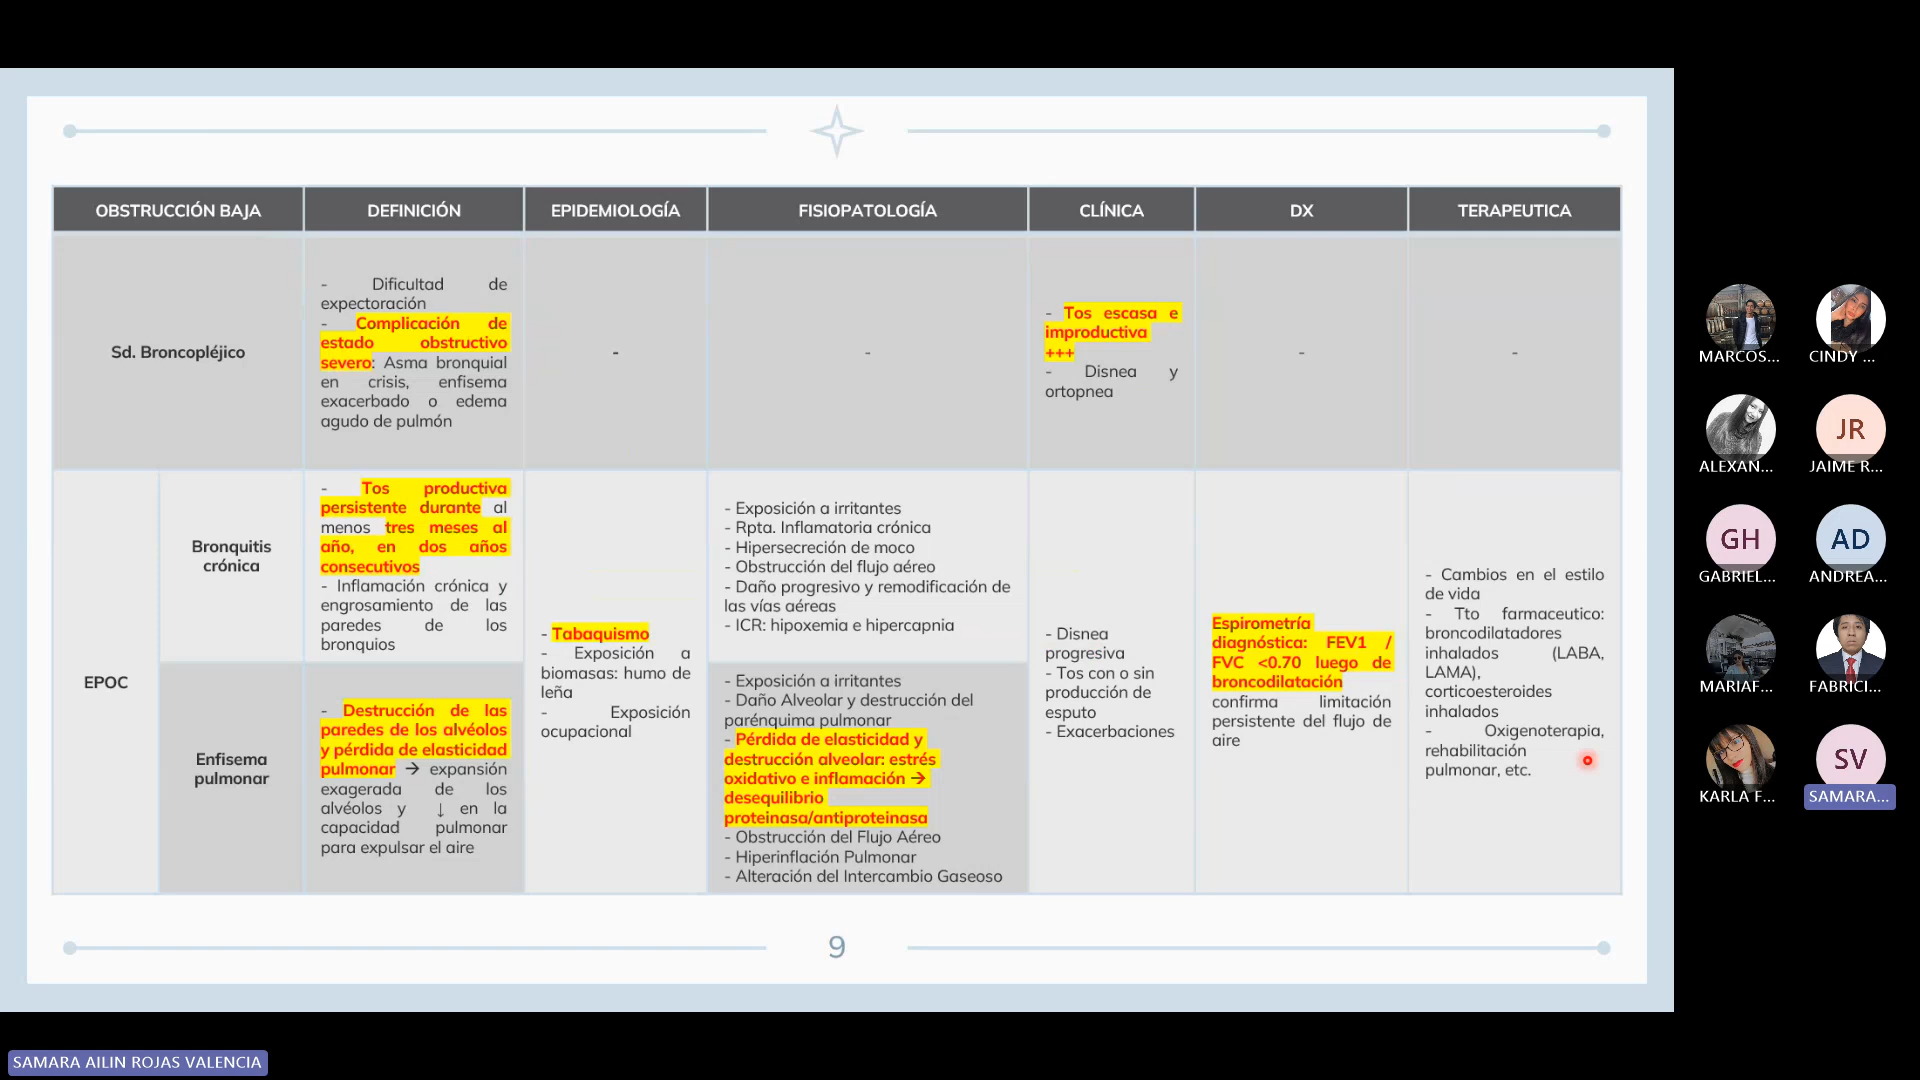 OBSTRUCCIÓN BAJA
DEFINICIÓN
EPIDEMIOLOGÍA
FISIOPATOLOGÍA
CLÍNICA
DX
TERAPEUTICA
Sd. Broncopléjico
- Dificultad de
expectoración
- Complicación de
estado obstructivo
severo: Asma bronquial
en crisis, enfisema
exacerbado o edema
agudo de pulmón
-
-
- Tos escasa e
improductiva
+++
- Disnea y
ortopnea
-
-
EPOC
Bronquitis
crónica
- Tos productiva
persistente durante al
menos tres meses al
año, en dos años
consecutivos
- Inflamación crónica y
engrosamiento de las
paredes de los
bronquios
- Tabaquismo
- Exposición a
biomasas: humo de
leña
- Exposición
ocupacional
- Exposición a irritantes
- Rpta. Inflamatoria crónica
- Hipersecreción de moco
- Obstrucción del flujo aéreo
- Daño progresivo y remodificación de
las vías aéreas
- ICR: hipoxemia e hipercapnia
- Disnea
progresiva
- Tos con o sin
producción de
esputo
- Exacerbaciones
Espirometría
diagnóstica: FEV1 /
FVC <0.70 luego de
broncodilatación
confirma limitación
persistente del flujo de
aire
- Cambios en el estilo
de vida
- Tto farmaceutico:
broncodilatadores
inhalados (LABA,
LAMA),
corticoesteroides
inhalados
- Oxigenoterapia,
rehabilitación
pulmonar, etc.
Enfisema
pulmonar
- Destrucción de las
paredes de los alvéolos
y pérdida de elasticidad
pulmonar → expansión
exagerada de los
alvéolos y ↓ en la
capacidad pulmonar
para expulsar el aire
- Exposición a irritantes
- Daño Alveolar y destrucción del
parénquima pulmonar
- Pérdida de elasticidad y
destrucción alveolar: estrés
oxidativo e inflamación →
desequilibrio
proteinasa/antiproteinasa
- Obstrucción del Flujo Aéreo
- Hiperinflación Pulmonar
- Alteración del Intercambio Gaseoso
9
MARCOS...
CINDY ...
ALEXAN...
JR
JAIME R...
GH
GABRIEL...
AD
ANDREA...
MARIAF...
FABRICI...
KARLA F...
SV
SAMARA...
SAMARA AILIN ROJAS VALENCIA